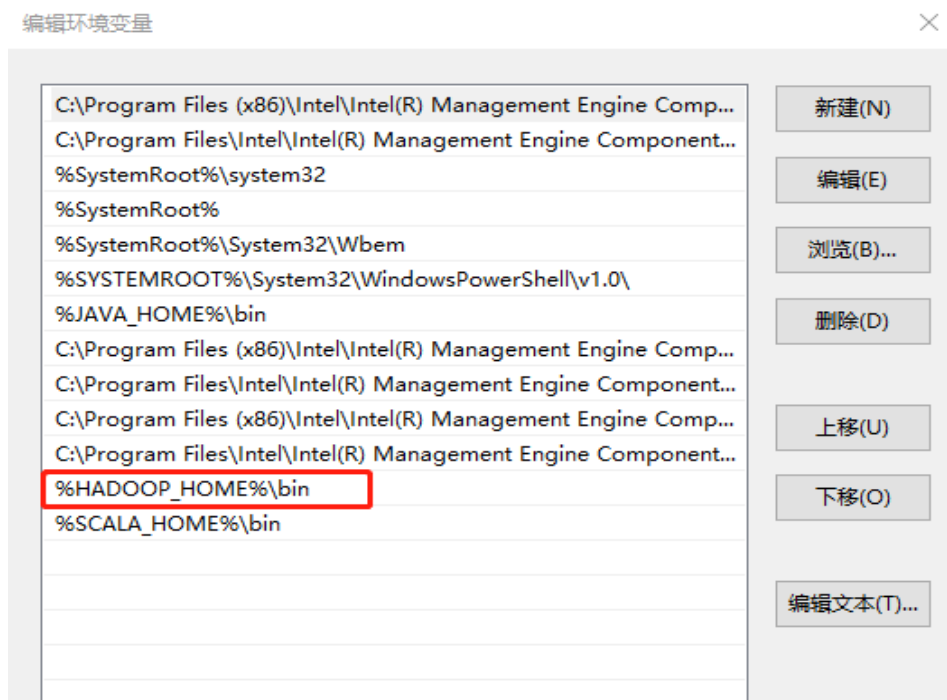 编辑环境变量
C:\Program Files (x86)\Intel\Intel(R) Management Engine Comp...
新建(N)
C:\Program Files\Intel\Intel(R) Management Engine Component...
%SystemRoot%\system32
编辑(E)
%SystemRoot%
%SystemRoot%\System32\Wbem
浏览(B)...
%SYSTEMROOT%\System32\WindowsPowerShell\v1.0\
%JAVA_HOME%\bin
删除(D)
C:\Program Files (x86)\Intel\Intel(R) Management Engine Comp...
C:\Program Files\Intel\Intel(R) Management Engine Component...
C:\Program Files (x86)\Intel\Intel(R) Management Engine Comp...
上移(U)
C:\Program Files\Intel\Intel(R) Management Engine Component...
%HADOOP_HOME%\bin
下移(O)
%SCALA_HOME%\bin
编辑文本(T)...